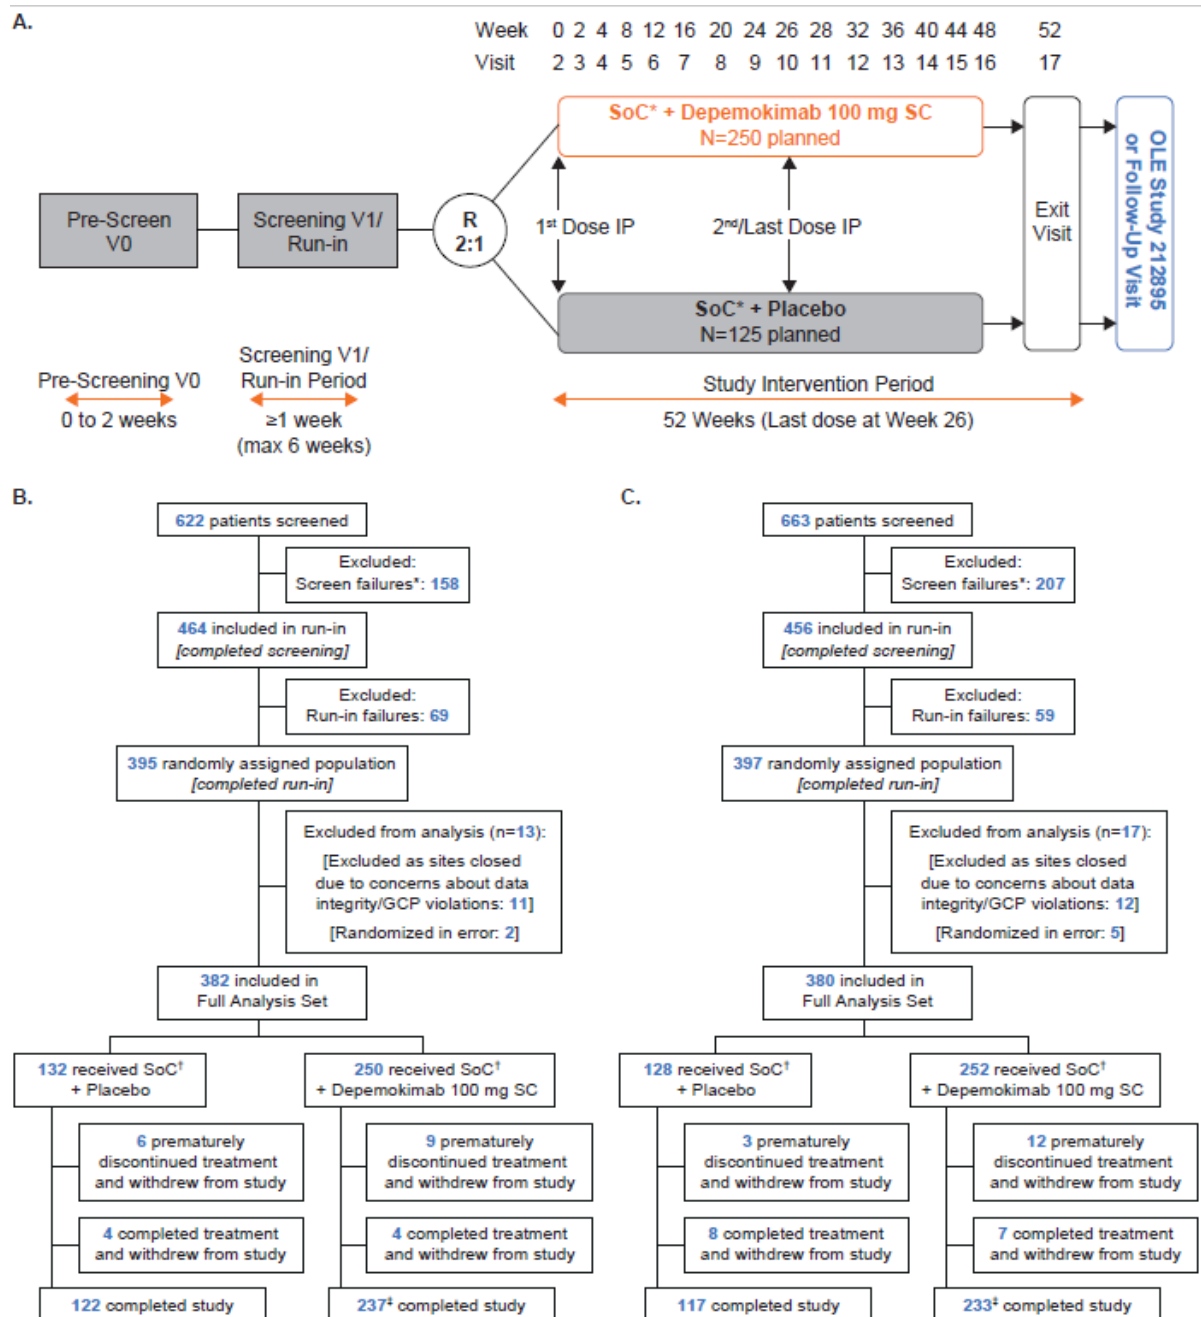 A.
Week 0 2 4 8 12 16 20 24 26 28 32 36 40 44 48 52
Visit 2 3 4 5 6 7 8 9 10 11 12 13 14 15 16 17
SoC* + Depemokimab 100 mg SC
N=250 planned
Pre-Screen
V0
Screening V1/
Run-in
R
2:1
1st Dose IP
2nd/Last Dose IP
SoC* + Placebo
N=125 planned
Exit
Visit
OLE Study 212895
or Follow-Up Visit
Pre-Screening V0
0 to 2 weeks
Screening V1/
Run-in Period
≥1 week
(max 6 weeks)
Study Intervention Period
52 Weeks (Last dose at Week 26)
B.
622 patients screened
Excluded:
Screen failures*: 158
464 included in run-in
[completed screening]
Excluded:
Run-in failures: 69
395 randomly assigned population
[completed run-in]
Excluded from analysis (n=13):
[Excluded as sites closed
due to concerns about data
integrity/GCP violations: 11]
[Randomized in error: 2]
382 included in
Full Analysis Set
132 received SoC†
+ Placebo
250 received SoC†
+ Depemokimab 100 mg SC
6 prematurely
discontinued treatment
and withdrew from study
9 prematurely
discontinued treatment
and withdrew from study
4 completed treatment
and withdrew from study
4 completed treatment
and withdrew from study
122 completed study
237‡ completed study
C.
663 patients screened
Excluded:
Screen failures*: 207
456 included in run-in
[completed screening]
Excluded:
Run-in failures: 59
397 randomly assigned population
[completed run-in]
Excluded from analysis (n=17):
[Excluded as sites closed
due to concerns about data
integrity/GCP violations: 12]
[Randomized in error: 5]
380 included in
Full Analysis Set
128 received SoC†
+ Placebo
252 received SoC†
+ Depemokimab 100 mg SC
3 prematurely
discontinued treatment
and withdrew from study
12 prematurely
discontinued treatment
and withdrew from study
8 completed treatment
and withdrew from study
7 completed treatment
and withdrew from study
117 completed study
233‡ completed study